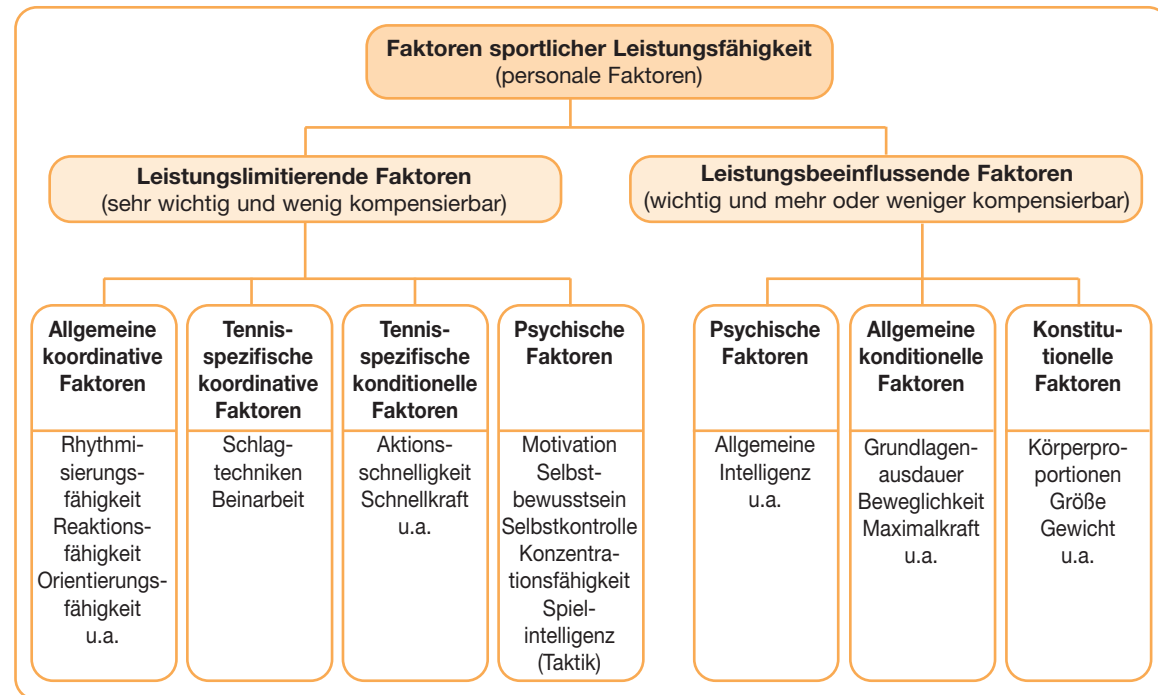 Faktoren sportlicher Leistungsfähigkeit
(personale Faktoren)
Leistungslimitierende Faktoren
(sehr wichtig und wenig kompensierbar)
Leistungsbeeinflussende Faktoren
(wichtig und mehr oder weniger kompensierbar)
Allgemeine
koordinative
Faktoren
Rhythmi-
sierungs-
fähigkeit
Reaktions-
fähigkeit
Orientierungs-
fähigkeit
u.a.
Tennis-
spezifische
koordinative
Faktoren
Schlag-
techniken
Beinarbeit
Tennis-
spezifische
konditionelle
Faktoren
Aktions-
schnelligkeit
Schnellkraft
u.a.
Psychische
Faktoren
Motivation
Selbst-
bewusstsein
Selbstkontrolle
Konzentra-
tionsfähigkeit
Spiel-
intelligenz
(Taktik)
Psychische
Faktoren
Allgemeine
Intelligenz
u.a.
Allgemeine
konditionelle
Faktoren
Grundlagen-
ausdauer
Beweglichkeit
Maximalkraft
u.a.
Konstitu-
tionelle
Faktoren
Körperpro-
portionen
Größe
Gewicht
u.a.